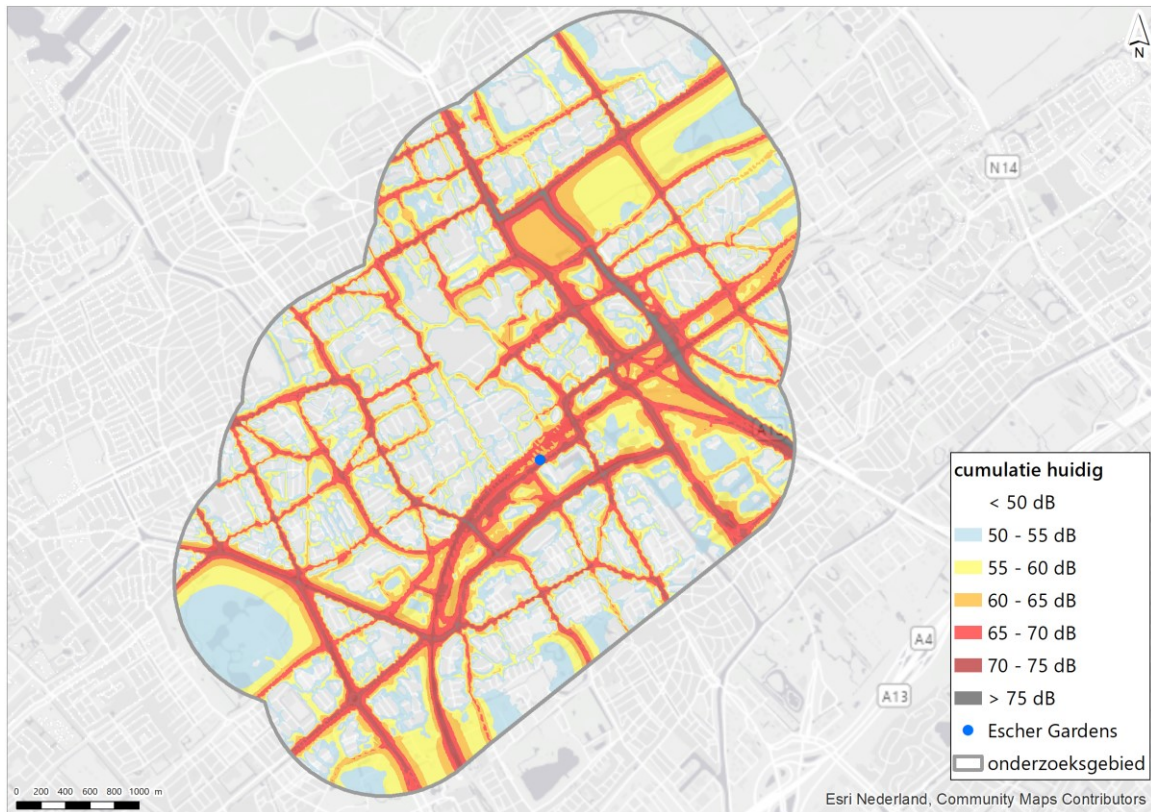 N
N14
A12
cumulatie huidig
< 50 dB
50 - 55 dB
55 - 60 dB
60 - 65 dB
65 - 70 dB
70 - 75 dB
> 75 dB
Escher Gardens
onderzoeksgebied
A4
A13
0 200 400 600 800 1000 m
Esri Nederland, Community Maps Contributors